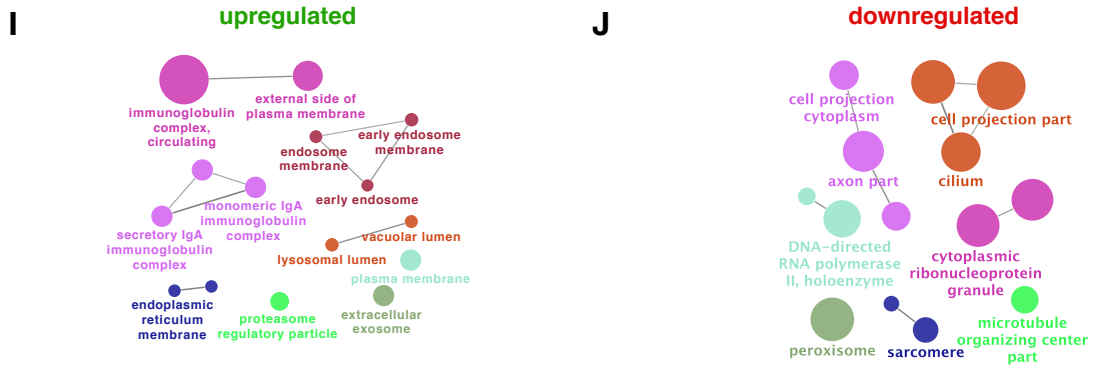 I
upregulated
immunoglobulin
complex,
circulating
external side of
plasma membrane
early endosome
membrane
endosome
membrane
early endosome
monomeric IgA
immunoglobulin
complex
secretory IgA
immunoglobulin
complex
vacuolar lumen
lysosomal lumen
plasma membrane
endoplasmic
reticulum
membrane
proteasome
regulatory particle
extracellular
exosome
J
downregulated
cell projection
cytoplasm
cell projection part
axon part
cilium
DNA-directed
RNA polymerase
II, holoenzyme
cytoplasmic
ribonucleoprotein
granule
peroxisome
sarcomere
microtubule
organizing center
part